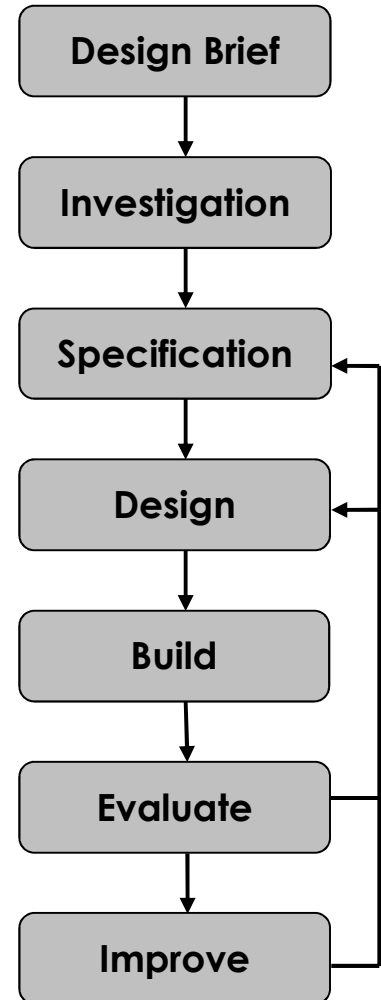 Design Brief
Investigation
Specification
Design
Build
Evaluate
Improve